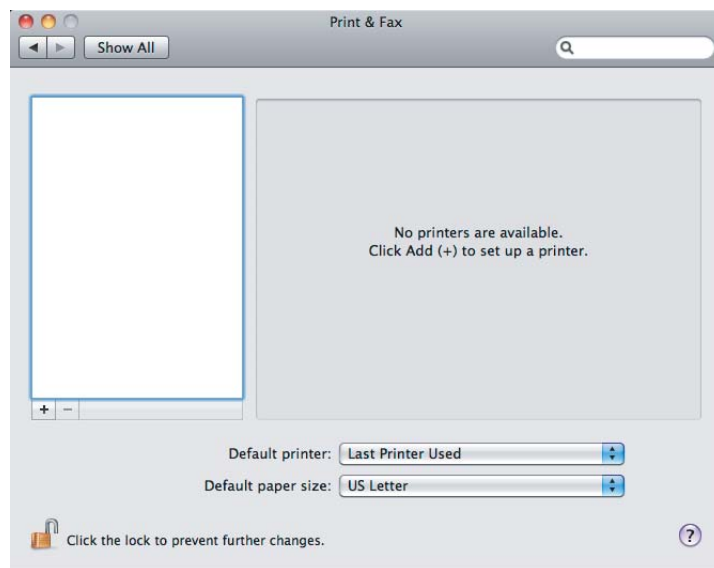 Print & Fax
Show All
No printers are available.
Click Add (+) to set up a printer.
+ −
Default printer: Last Printer Used
Default paper size: US Letter
Click the lock to prevent further changes.
?